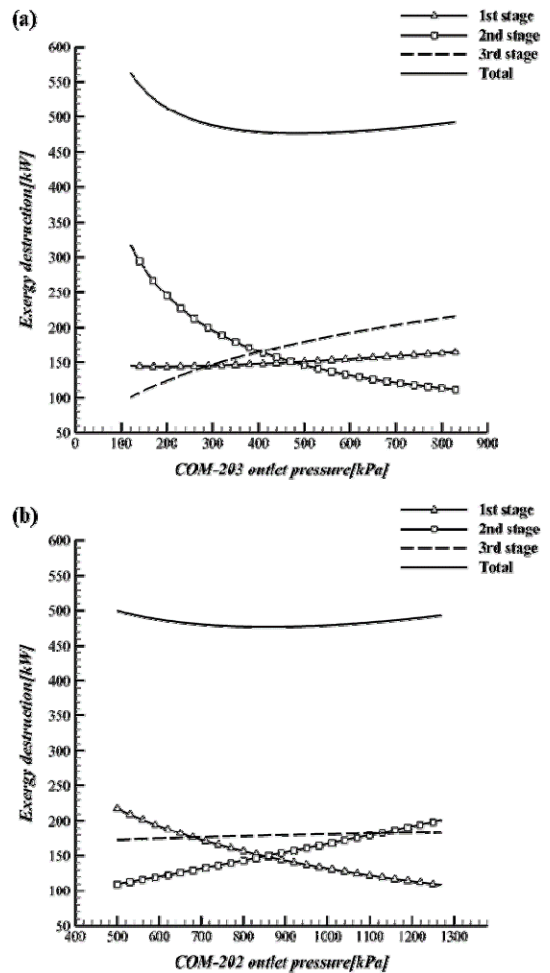 (a)
1st stage
2nd stage
3rd stage
Total
600
550
500
450
400
350
300
250
200
150
100
50
Exergy destruction[kW]
0 100 200 300 400 500 600 700 800 900
COM-203 outlet pressure[kPa]
(b)
1st stage
2nd stage
3rd stage
Total
600
550
500
450
400
350
300
250
200
150
100
50
Exergy destruction[kW]
400 500 600 700 800 900 1000 1100 1200 1300
COM-202 outlet pressure[kPa]